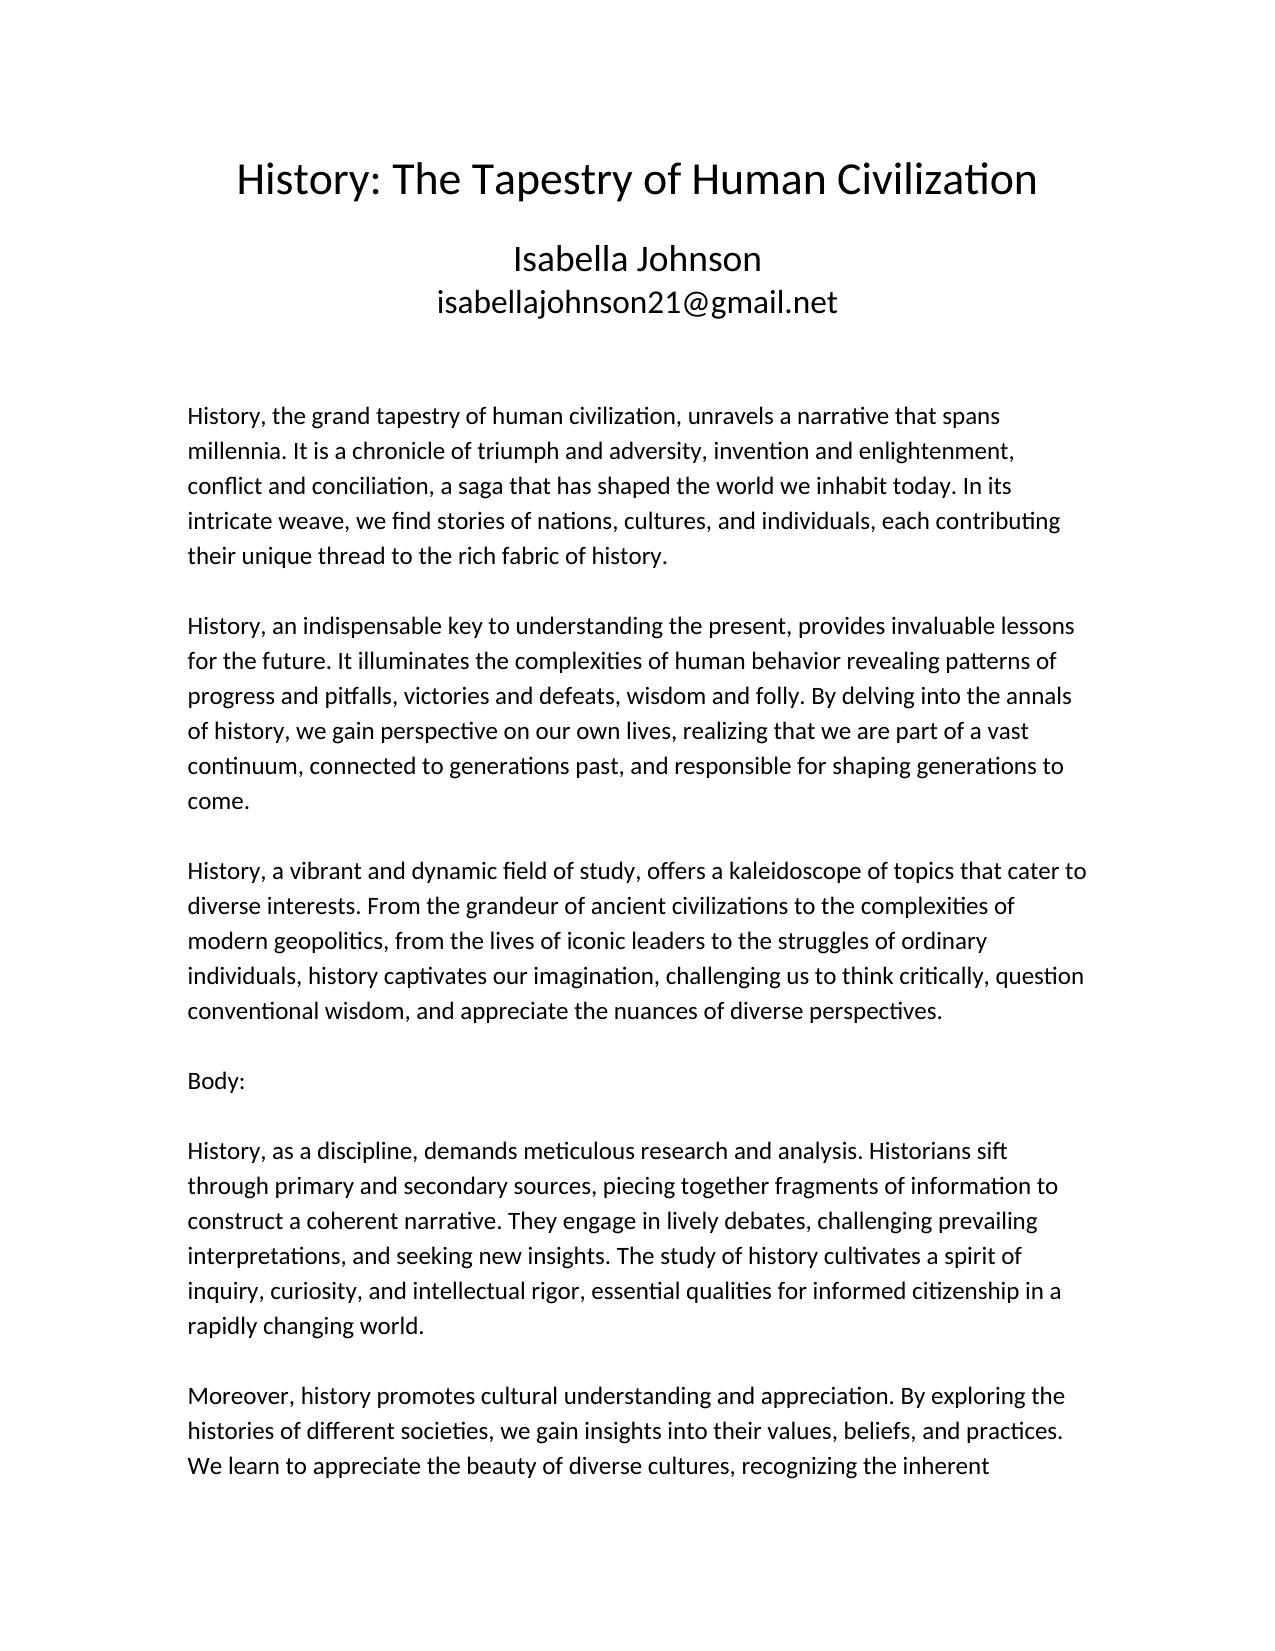 History: The Tapestry of Human Civilization
Isabella Johnson
isabellajohnson21@gmail.net
History, the grand tapestry of human civilization, unravels a narrative that spans
millennia. It is a chronicle of triumph and adversity, invention and enlightenment,
conflict and conciliation, a saga that has shaped the world we inhabit today. In its
intricate weave, we find stories of nations, cultures, and individuals, each contributing
their unique thread to the rich fabric of history.
History, an indispensable key to understanding the present, provides invaluable lessons
for the future. It illuminates the complexities of human behavior revealing patterns of
progress and pitfalls, victories and defeats, wisdom and folly. By delving into the annals
of history, we gain perspective on our own lives, realizing that we are part of a vast
continuum, connected to generations past, and responsible for shaping generations to
come.
History, a vibrant and dynamic field of study, offers a kaleidoscope of topics that cater to
diverse interests. From the grandeur of ancient civilizations to the complexities of
modern geopolitics, from the lives of iconic leaders to the struggles of ordinary
individuals, history captivates our imagination, challenging us to think critically, question
conventional wisdom, and appreciate the nuances of diverse perspectives.
Body:
History, as a discipline, demands meticulous research and analysis. Historians sift
through primary and secondary sources, piecing together fragments of information to
construct a coherent narrative. They engage in lively debates, challenging prevailing
interpretations, and seeking new insights. The study of history cultivates a spirit of
inquiry, curiosity, and intellectual rigor, essential qualities for informed citizenship in a
rapidly changing world.
Moreover, history promotes cultural understanding and appreciation. By exploring the
histories of different societies, we gain insights into their values, beliefs, and practices.
We learn to appreciate the beauty of diverse cultures, recognizing the inherent